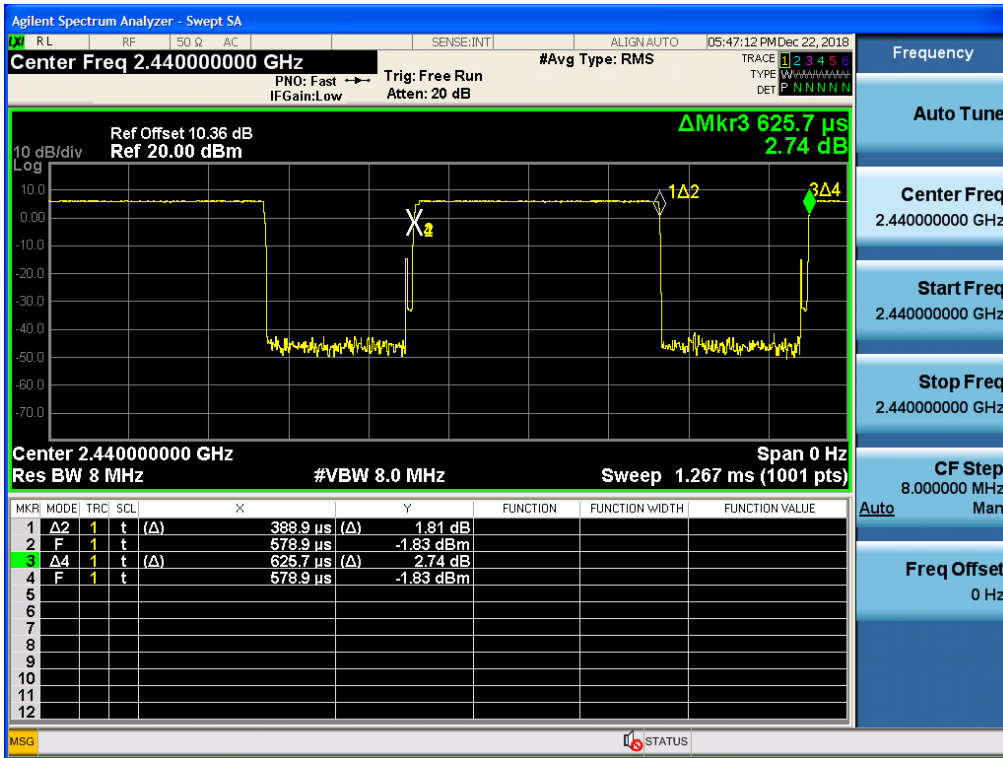 Agilent Spectrum Analyzer - Swept SA
LXI RL RF 50 Ω AC SENSE:INT ALIGNAUTO 05:47:12 PM Dec 22, 2018
Center Freq 2.440000000 GHz
#Avg Type: RMS
TRACE 1 2 3 4 5 6
TYPE
DET P N N N N N
PNO: Fast
IFGain:Low
Trig: Free Run
Atten: 20 dB
ΔMkr3 625.7 µs
2.74 dB
Ref Offset 10.36 dB
Ref 20.00 dBm
10 dB/div
Log
10.0
0.00
-10.0
-20.0
-30.0
-40.0
-50.0
-60.0
-70.0
1Δ2
3Δ4
Center 2.440000000 GHz Span 0 Hz
Res BW 8 MHz #VBW 8.0 MHz Sweep 1.267 ms (1001 pts)
MKR MODE TRC SCL X Y FUNCTION FUNCTION WIDTH FUNCTION VALUE
1 Δ2 1 t (Δ) 388.9 µs (Δ) 1.81 dB
2 F 1 t 578.9 µs -1.83 dBm
3 Δ4 1 t (Δ) 625.7 µs (Δ) 2.74 dB
4 F 1 t 578.9 µs -1.83 dBm
5
6
7
8
9
10
11
12
MSG STATUS
Frequency
Auto Tune
Center Freq
2.440000000 GHz
Start Freq
2.440000000 GHz
Stop Freq
2.440000000 GHz
CF Step
8.000000 MHz
Auto Man
Freq Offset
0 Hz